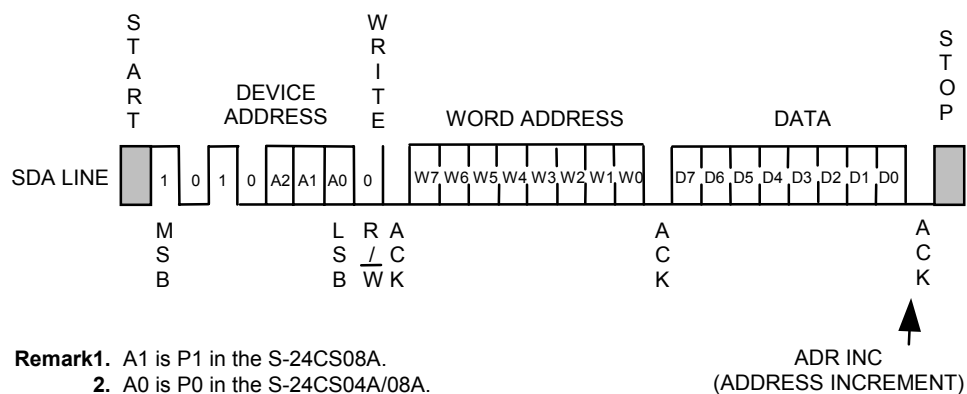 START
WRITE
STOP
DEVICE
ADDRESS
WORD ADDRESS
DATA
SDA LINE
1 0 1 0 A2 A1 A0 0 W7 W6 W5 W4 W3 W2 W1 W0 D7 D6 D5 D4 D3 D2 D1 D0
MSB
LSB
R/W
ACK
ACK
ACK
ADR INC
(ADDRESS INCREMENT)
Remark1. A1 is P1 in the S-24CS08A.
2. A0 is P0 in the S-24CS04A/08A.